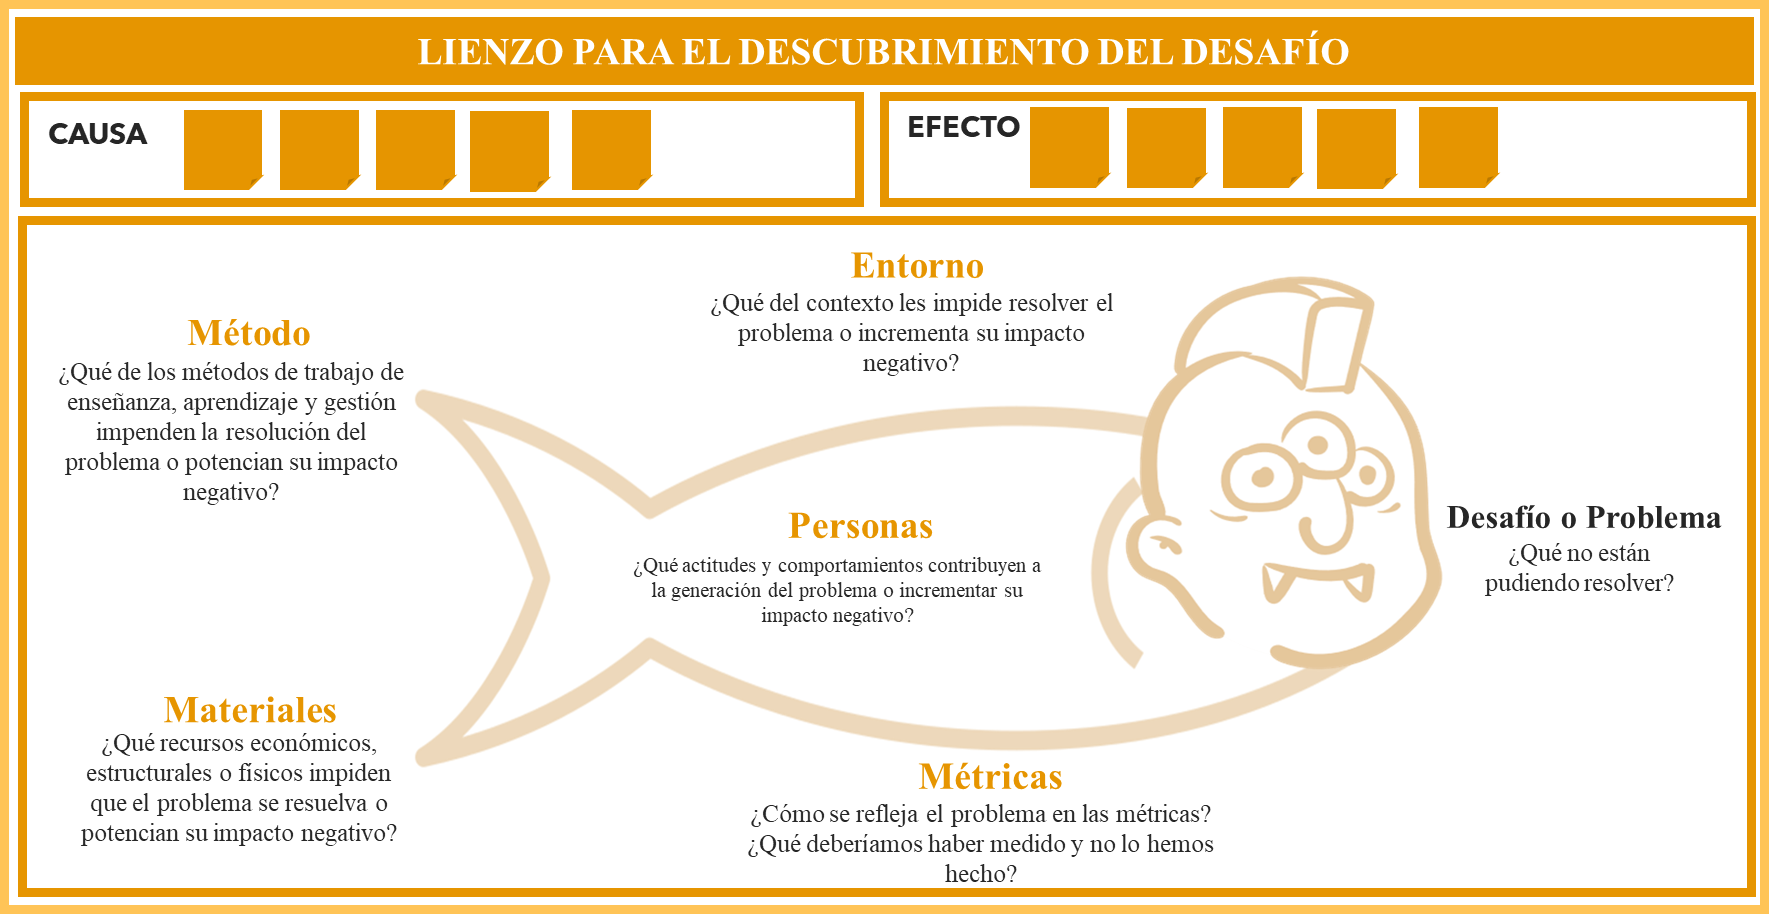 LIENZO PARA EL DESCUBRIMIENTO DEL DESAFÍO
CAUSA
EFECTO
Entorno
¿Qué del contexto les impide resolver el
problema o incrementa su impacto
negativo?
Método
¿Qué de los métodos de trabajo de
enseñanza, aprendizaje y gestión
impenden la resolución del
problema o potencian su impacto
negativo?
Personas
¿Qué actitudes y comportamientos contribuyen a
la generación del problema o incrementar su
impacto negativo?
Desafío o Problema
¿Qué no están
pudiendo resolver?
Materiales
¿Qué recursos económicos,
estructurales o físicos impiden
que el problema se resuelva o
potencian su impacto negativo?
Métricas
¿Cómo se refleja el problema en las métricas?
¿Qué deberíamos haber medido y no lo hemos
hecho?